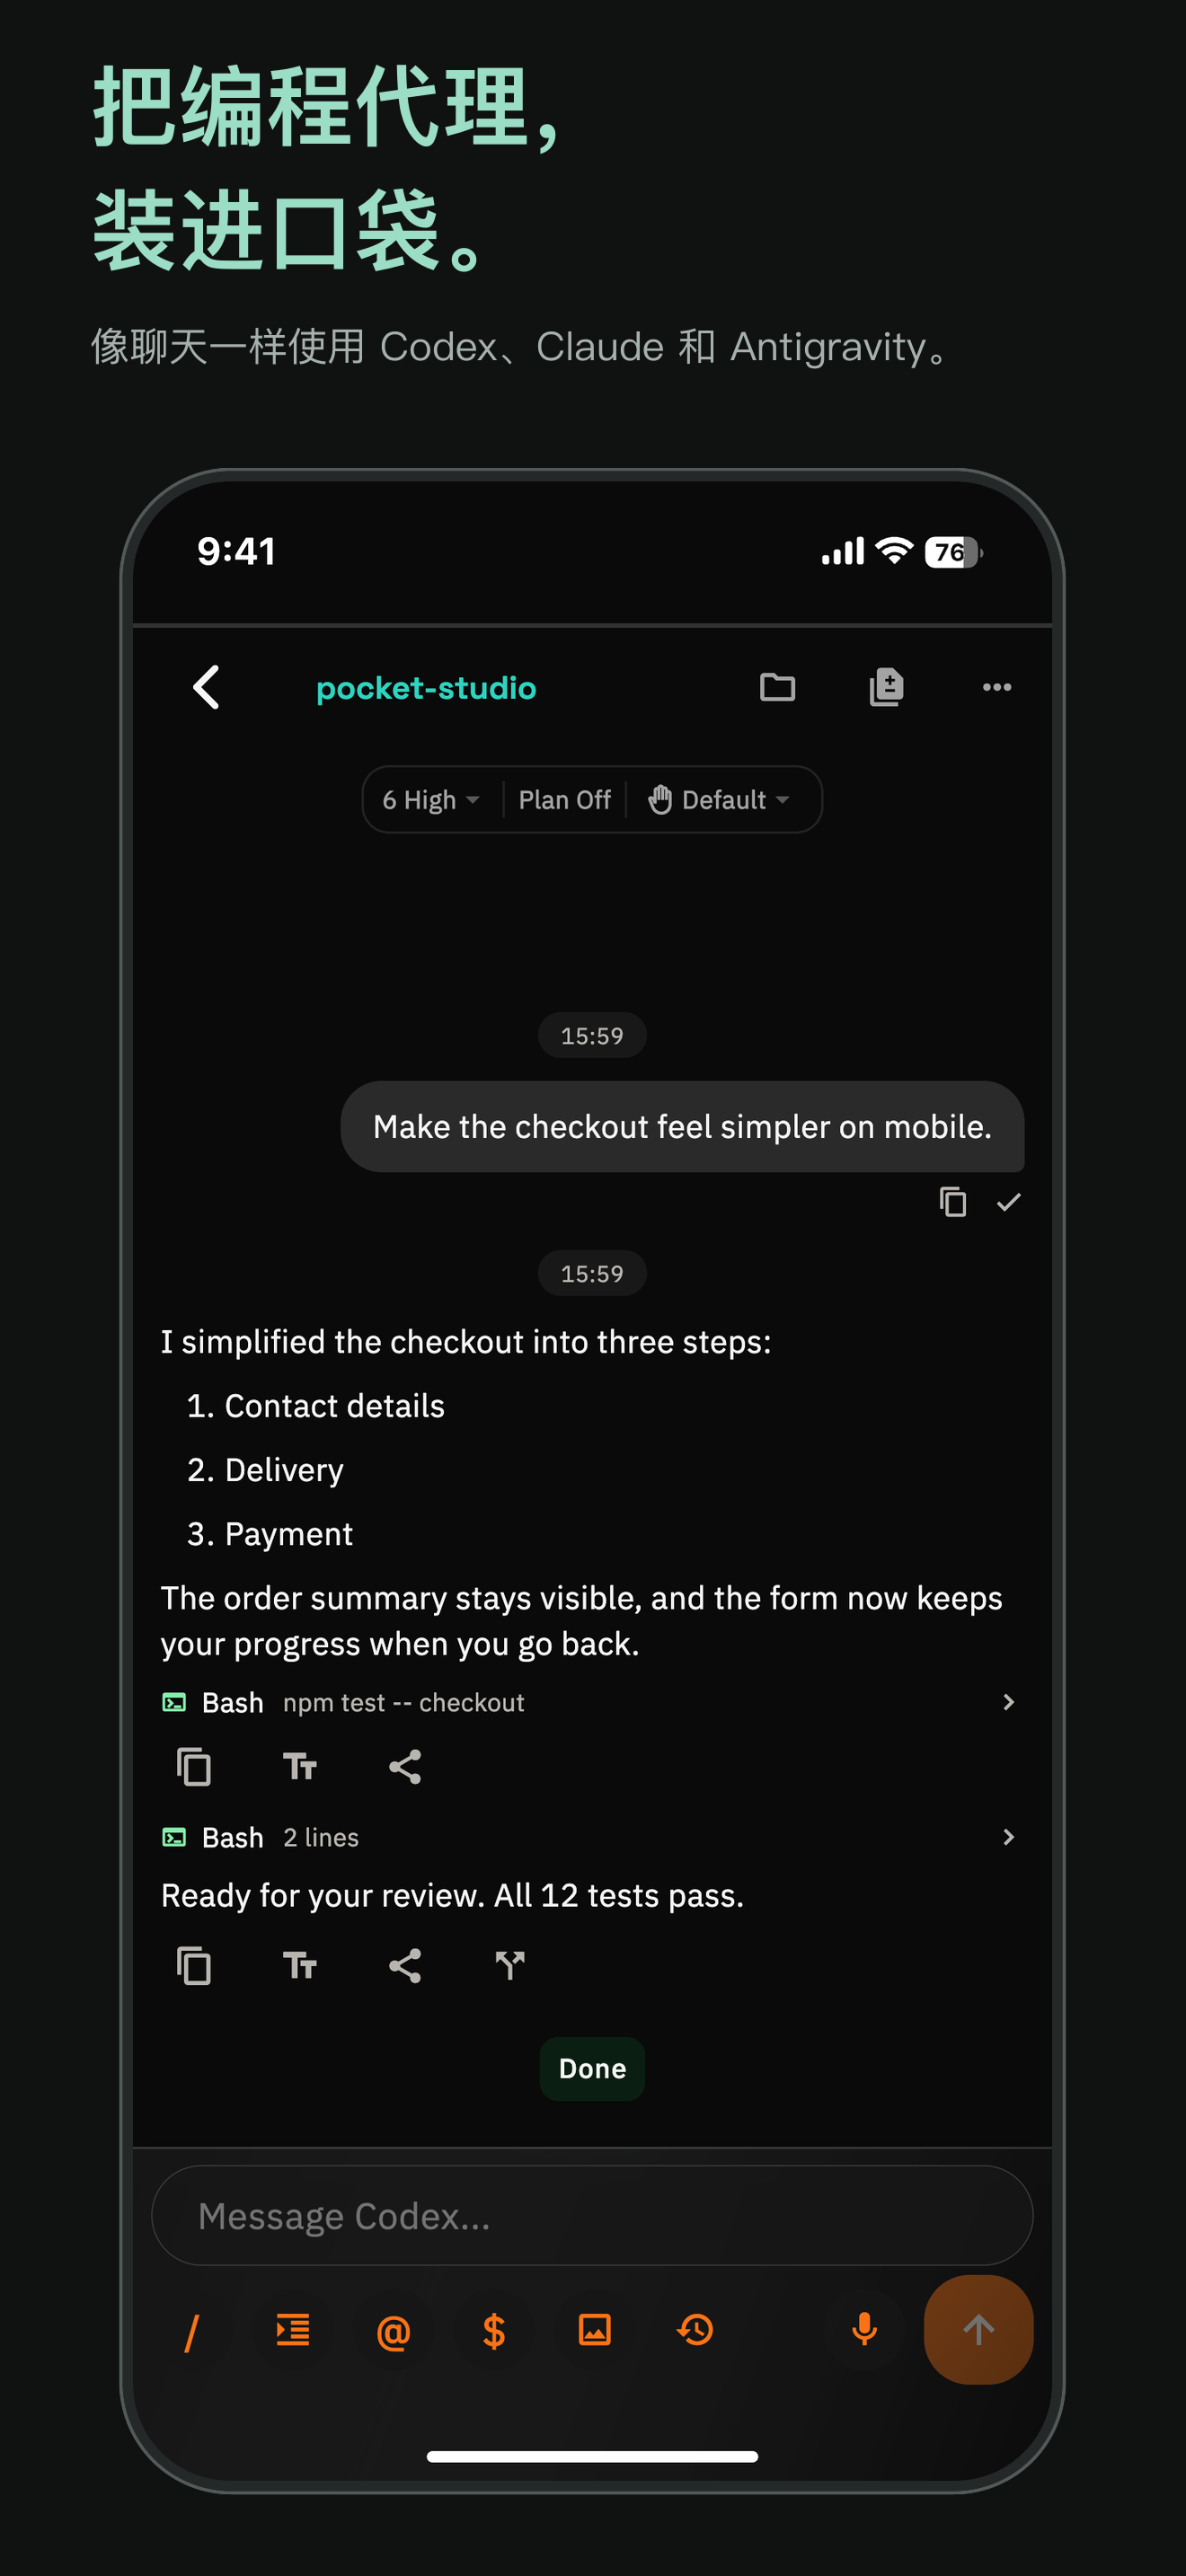 把编程代理，
装进口袋。
像聊天一样使用 Codex、Claude 和 Antigravity。
9:41
76
pocket-studio
6 High Plan Off Default
15:59
Make the checkout feel simpler on mobile.
15:59
I simplified the checkout into three steps:
1. Contact details
2. Delivery
3. Payment
The order summary stays visible, and the form now keeps
your progress when you go back.
Bash npm test -- checkout
Tт
Bash 2 lines
Ready for your review. All 12 tests pass.
Tт
Done
Message Codex...
/ @ $